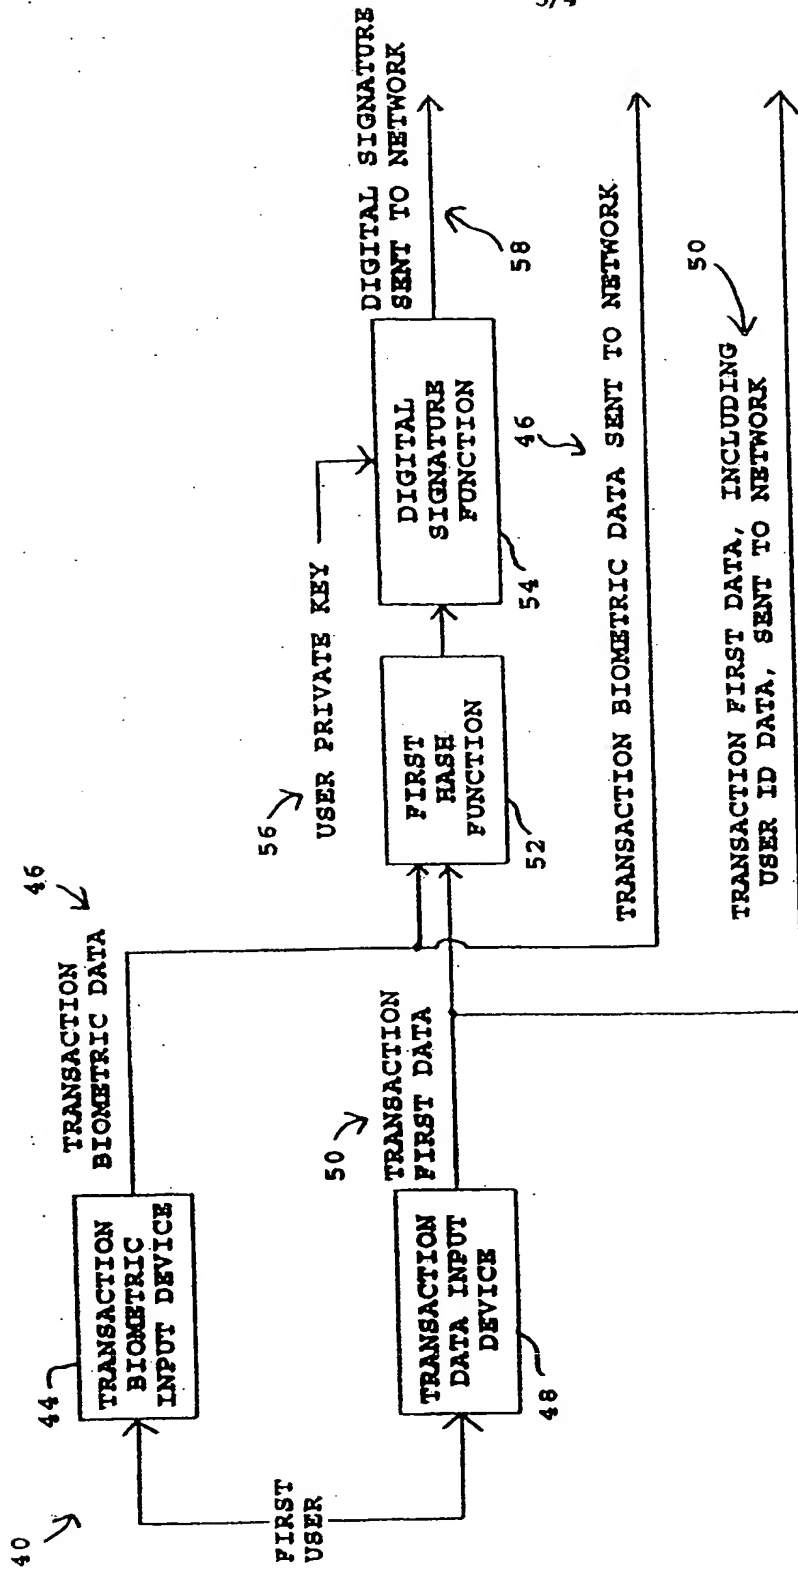 40
FIRST
USER
44
TRANSACTION
BIOMETRIC
INPUT DEVICE
TRANSACTION
BIOMETRIC DATA
46
TRANSACTION
DATA INPUT
DEVICE
48
50
TRANSACTION
FIRST DATA
56
USER PRIVATE KEY
FIRST
HASH
FUNCTION
52
DIGITAL
SIGNATURE
FUNCTION
54
DIGITAL SIGNATURE
SENT TO NETWORK
58
46
TRANSACTION BIOMETRIC DATA SENT TO NETWORK
50
TRANSACTION FIRST DATA, INCLUDING
USER ID DATA, SENT TO NETWORK